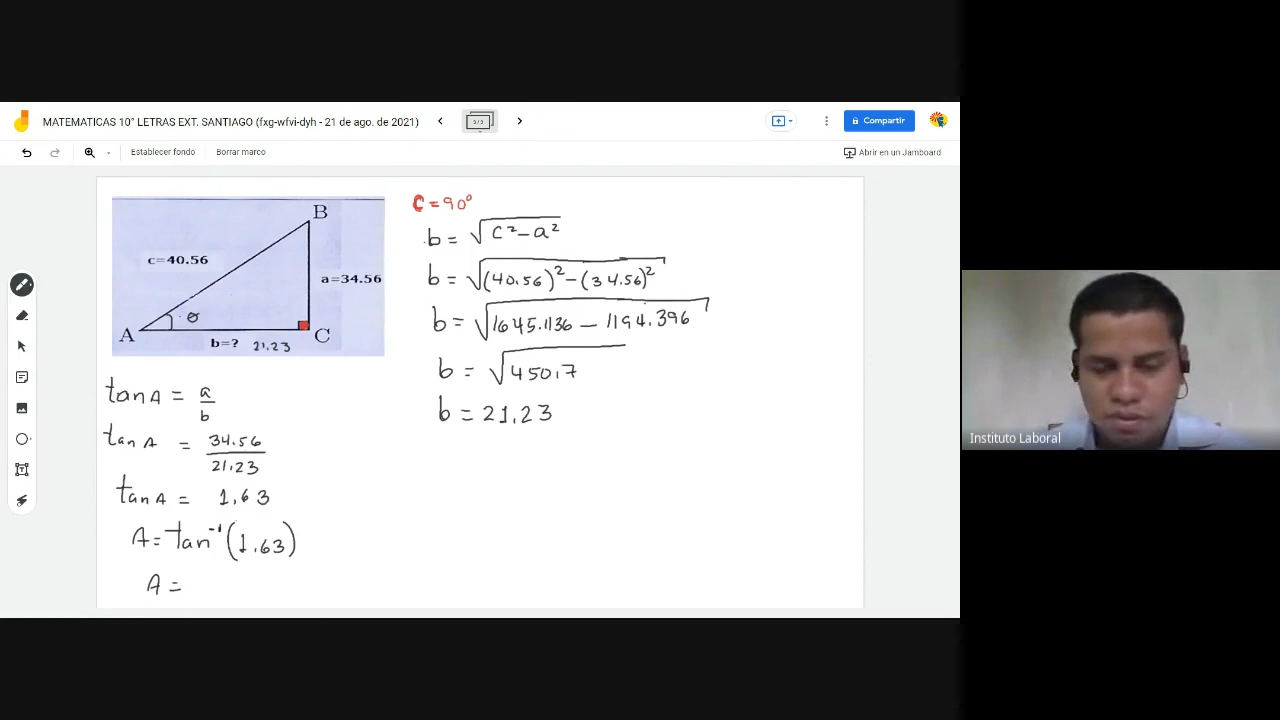 MATEMATICAS 10° LETRAS EXT. SANTIAGO (fxg-wfvi-dyh - 21 de ago. de 2021)
2/2
Compartir
Establecer fondo
Borrar marco
Abrir en un Jamboard
B
c=40.56
a=34.56
θ
A
C
b=? 21.23
C = 90°
b = √c² - a²
b = √(40.56)² - (34.56)²
b = √1645.1136 - 1194.396
b = √450.7
b = 21.23
tan A = a/b
tan A = 34.56/21.23
tan A = 1.63
A = tan⁻¹(1.63)
A =
Instituto Laboral